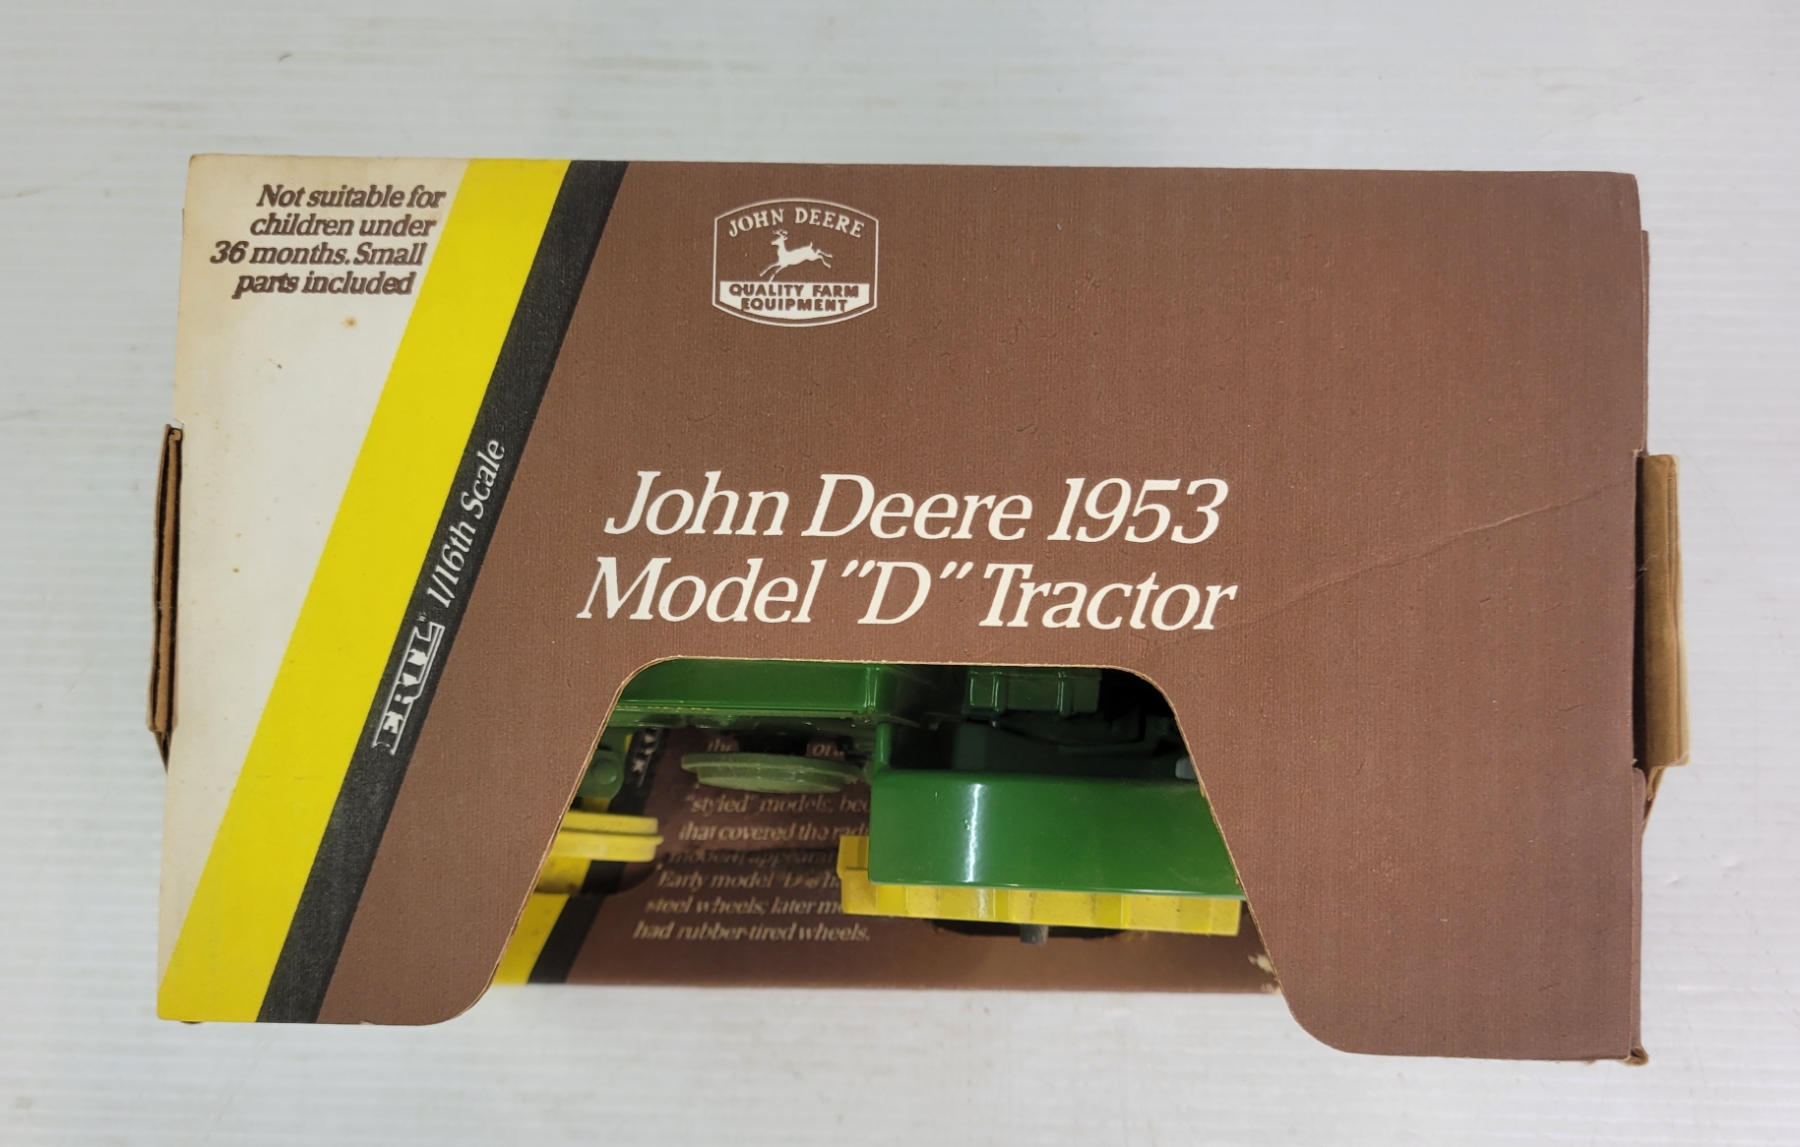 Not suitable for
children under
36 months. Small
parts included
JOHN DEERE
QUALITY FARM
EQUIPMENT
ERTL 1/16th Scale
John Deere 1953
Model "D" Tractor
"styled" models,
that covered the
modern
Early model "D's"
steel wheels; later
had rubber-tired wheels.